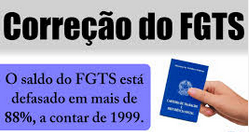 Correção do FGTS
O saldo do FGTS está
defasado em mais de
88%, a contar de 1999.